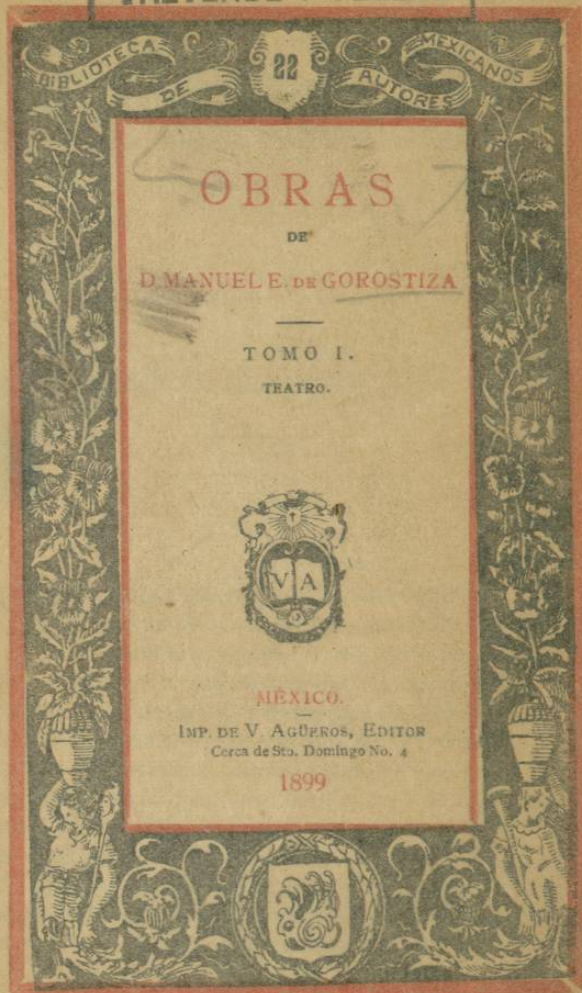 BIBLIOTECA DE AUTORES MEXICANOS
22
OBRAS
DE
D. MANUEL E. DE GOROSTIZA
TOMO I.
TEATRO.
V A
MÉXICO.
IMP. DE V. AGÜEROS, EDITOR
Cerca de Sto. Domingo No. 4
1899